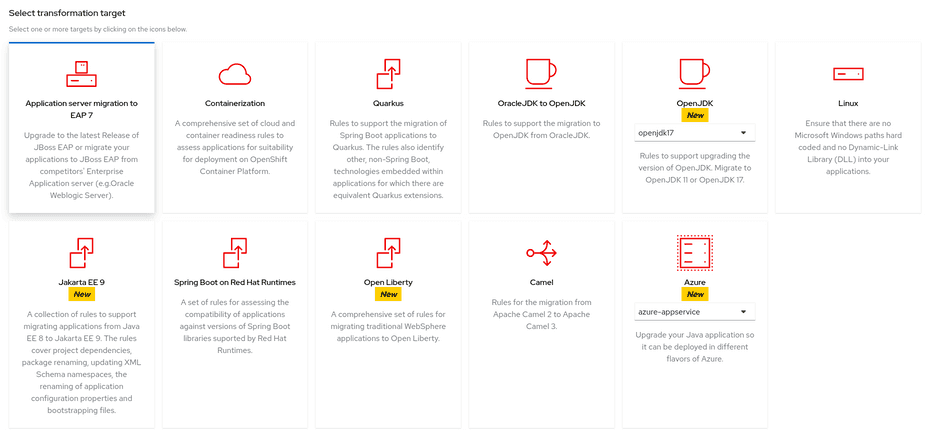 Select transformation target
Select one or more targets by clicking on the icons below.
Application server migration to
EAP 7
Upgrade to the latest Release of
JBoss EAP or migrate your
applications to JBoss EAP from
competitors' Enterprise
Application server (e.g.Oracle
Weblogic Server).
Containerization
A comprehensive set of cloud and
container readiness rules to
assess applications for suitability
for deployment on OpenShift
Container Platform.
Quarkus
Rules to support the migration of
Spring Boot applications to
Quarkus. The rules also identify
other, non-Spring Boot,
technologies embedded within
applications for which there are
equivalent Quarkus extensions.
OracleJDK to OpenJDK
Rules to support the migration to
OpenJDK from OracleJDK.
OpenJDK
New
openjdk17
Rules to support upgrading the
version of OpenJDK. Migrate to
OpenJDK 11 or OpenJDK 17.
Linux
Ensure that there are no
Microsoft Windows paths hard
coded and no Dynamic-Link
Library (DLL) into your
applications.
Jakarta EE 9
New
A collection of rules to support
migrating applications from Java
EE 8 to Jakarta EE 9. The rules
cover project dependencies,
package renaming, updating XML
Schema namespaces, the
renaming of application
configuration properties and
bootstrapping files.
Spring Boot on Red Hat Runtimes
A set of rules for assessing the
compatibility of applications
against versions of Spring Boot
libraries suported by Red Hat
Runtimes.
Open Liberty
New
A comprehensive set of rules for
migrating traditional WebSphere
applications to Open Liberty.
Camel
Rules for the migration from
Apache Camel 2 to Apache
Camel 3.
Azure
New
azure-appservice
Upgrade your Java application so
it can be deployed in different
flavors of Azure.